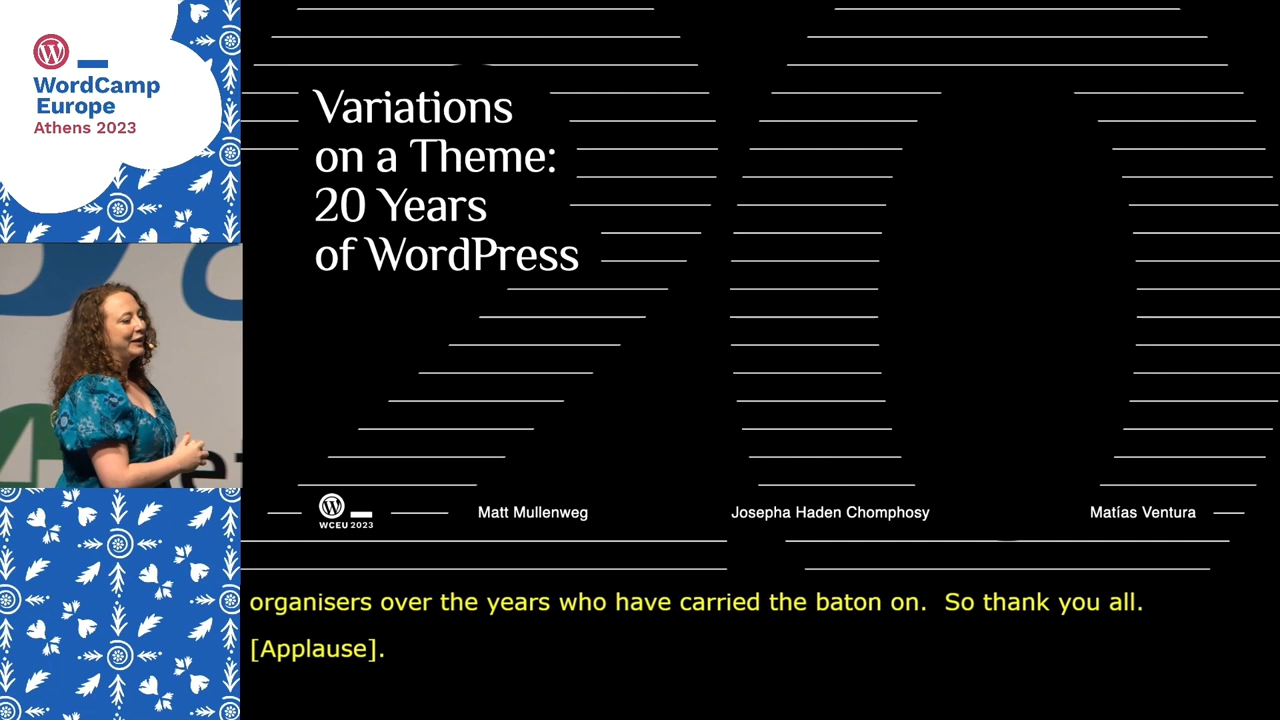 WordCamp
Europe
Athens 2023
Variations
on a Theme:
20 Years
of WordPress
WCEU 2023
Matt Mullenweg
Josepha Haden Chomphosy
Matías Ventura
organisers over the years who have carried the baton on.  So thank you all.
[Applause].